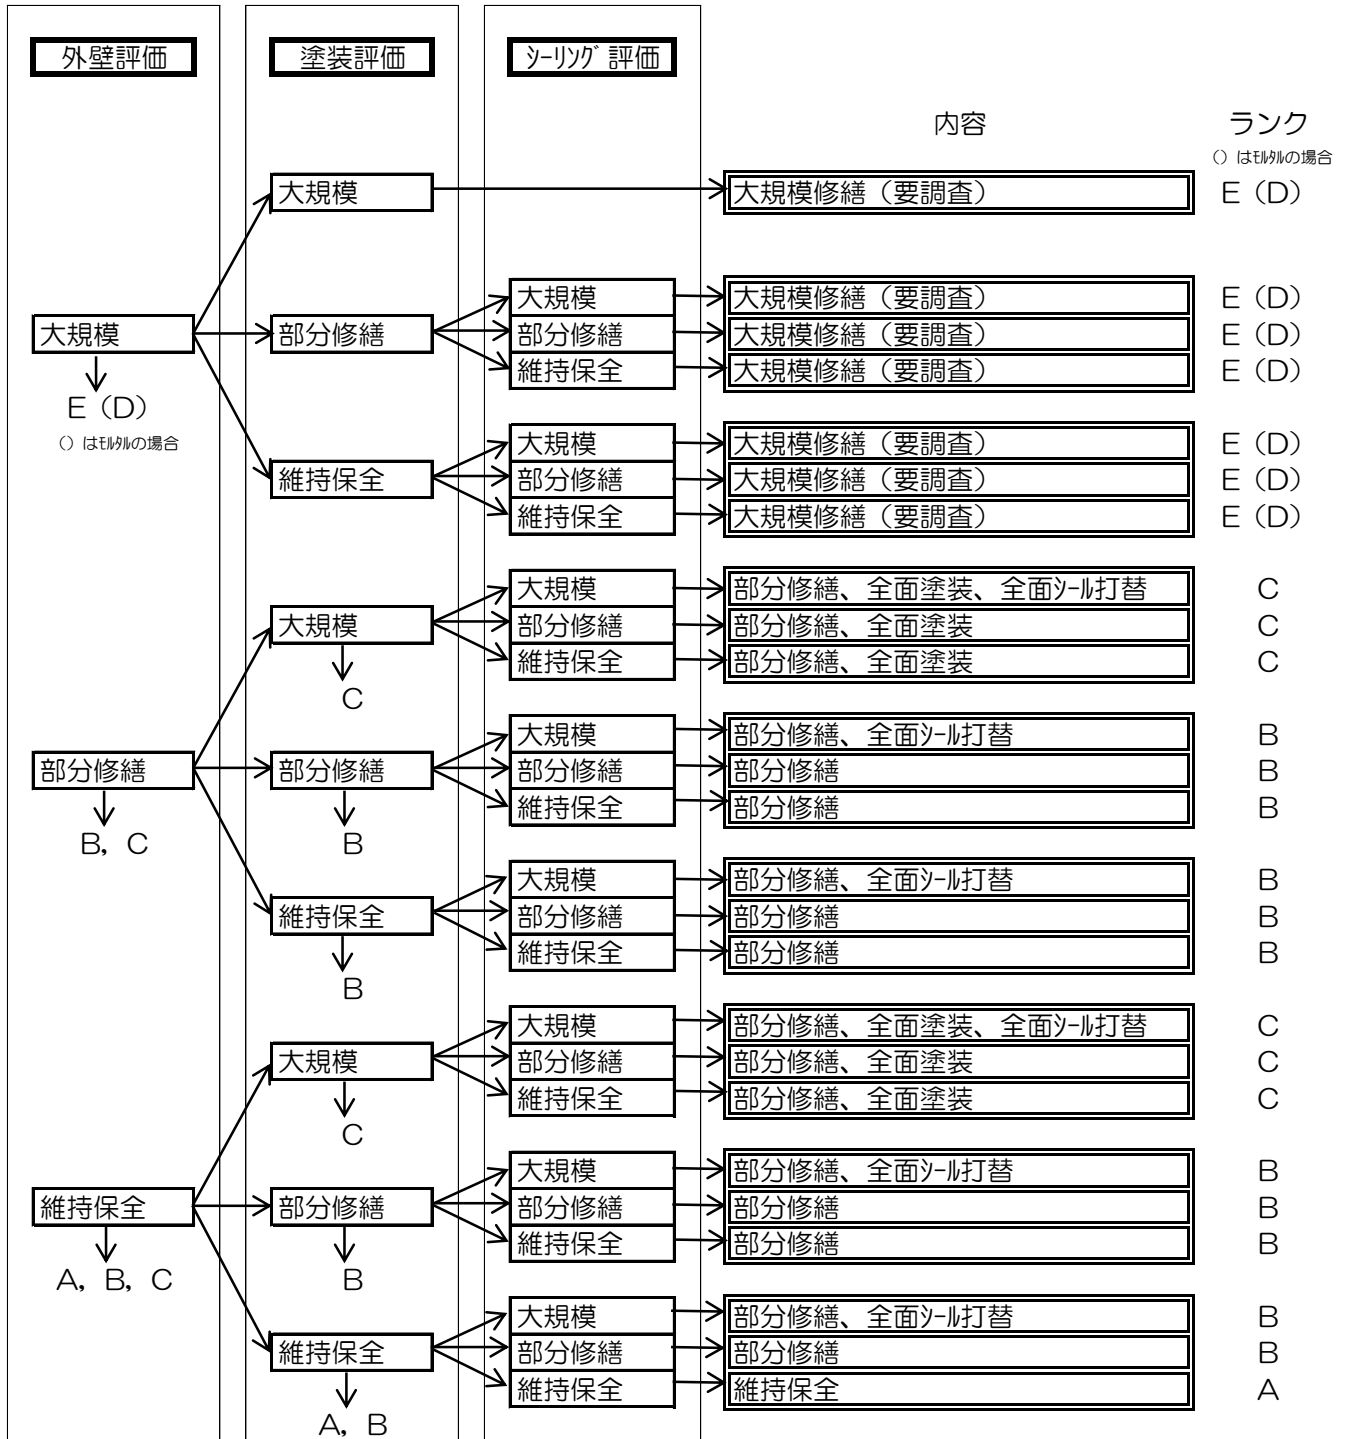 外壁評価 塗装評価 ｼｰﾘﾝｸﾞ評価
内容 ランク
() はﾓﾙﾀﾙの場合
大規模 大規模修繕（要調査） E（D）
大規模 大規模修繕（要調査） E（D）
大規模 部分修繕 部分修繕 大規模修繕（要調査） E（D）
維持保全 大規模修繕（要調査） E（D）
E（D）
() はﾓﾙﾀﾙの場合
大規模 大規模修繕（要調査） E（D）
維持保全 部分修繕 大規模修繕（要調査） E（D）
維持保全 大規模修繕（要調査） E（D）
大規模 部分修繕、全面塗装、全面ｼｰﾙ打替 C
大規模 部分修繕 部分修繕、全面塗装 C
維持保全 部分修繕、全面塗装 C
C
大規模 部分修繕、全面ｼｰﾙ打替 B
部分修繕 部分修繕 部分修繕 部分修繕 B
維持保全 部分修繕 B
B, C B
大規模 部分修繕、全面ｼｰﾙ打替 B
維持保全 部分修繕 部分修繕 B
維持保全 部分修繕 B
B
大規模 部分修繕、全面塗装、全面ｼｰﾙ打替 C
大規模 部分修繕 部分修繕、全面塗装 C
維持保全 部分修繕、全面塗装 C
C
大規模 部分修繕、全面ｼｰﾙ打替 B
維持保全 部分修繕 部分修繕 部分修繕 B
維持保全 部分修繕 B
A, B, C B
大規模 部分修繕、全面ｼｰﾙ打替 B
維持保全 部分修繕 部分修繕 B
維持保全 維持保全 A
A, B